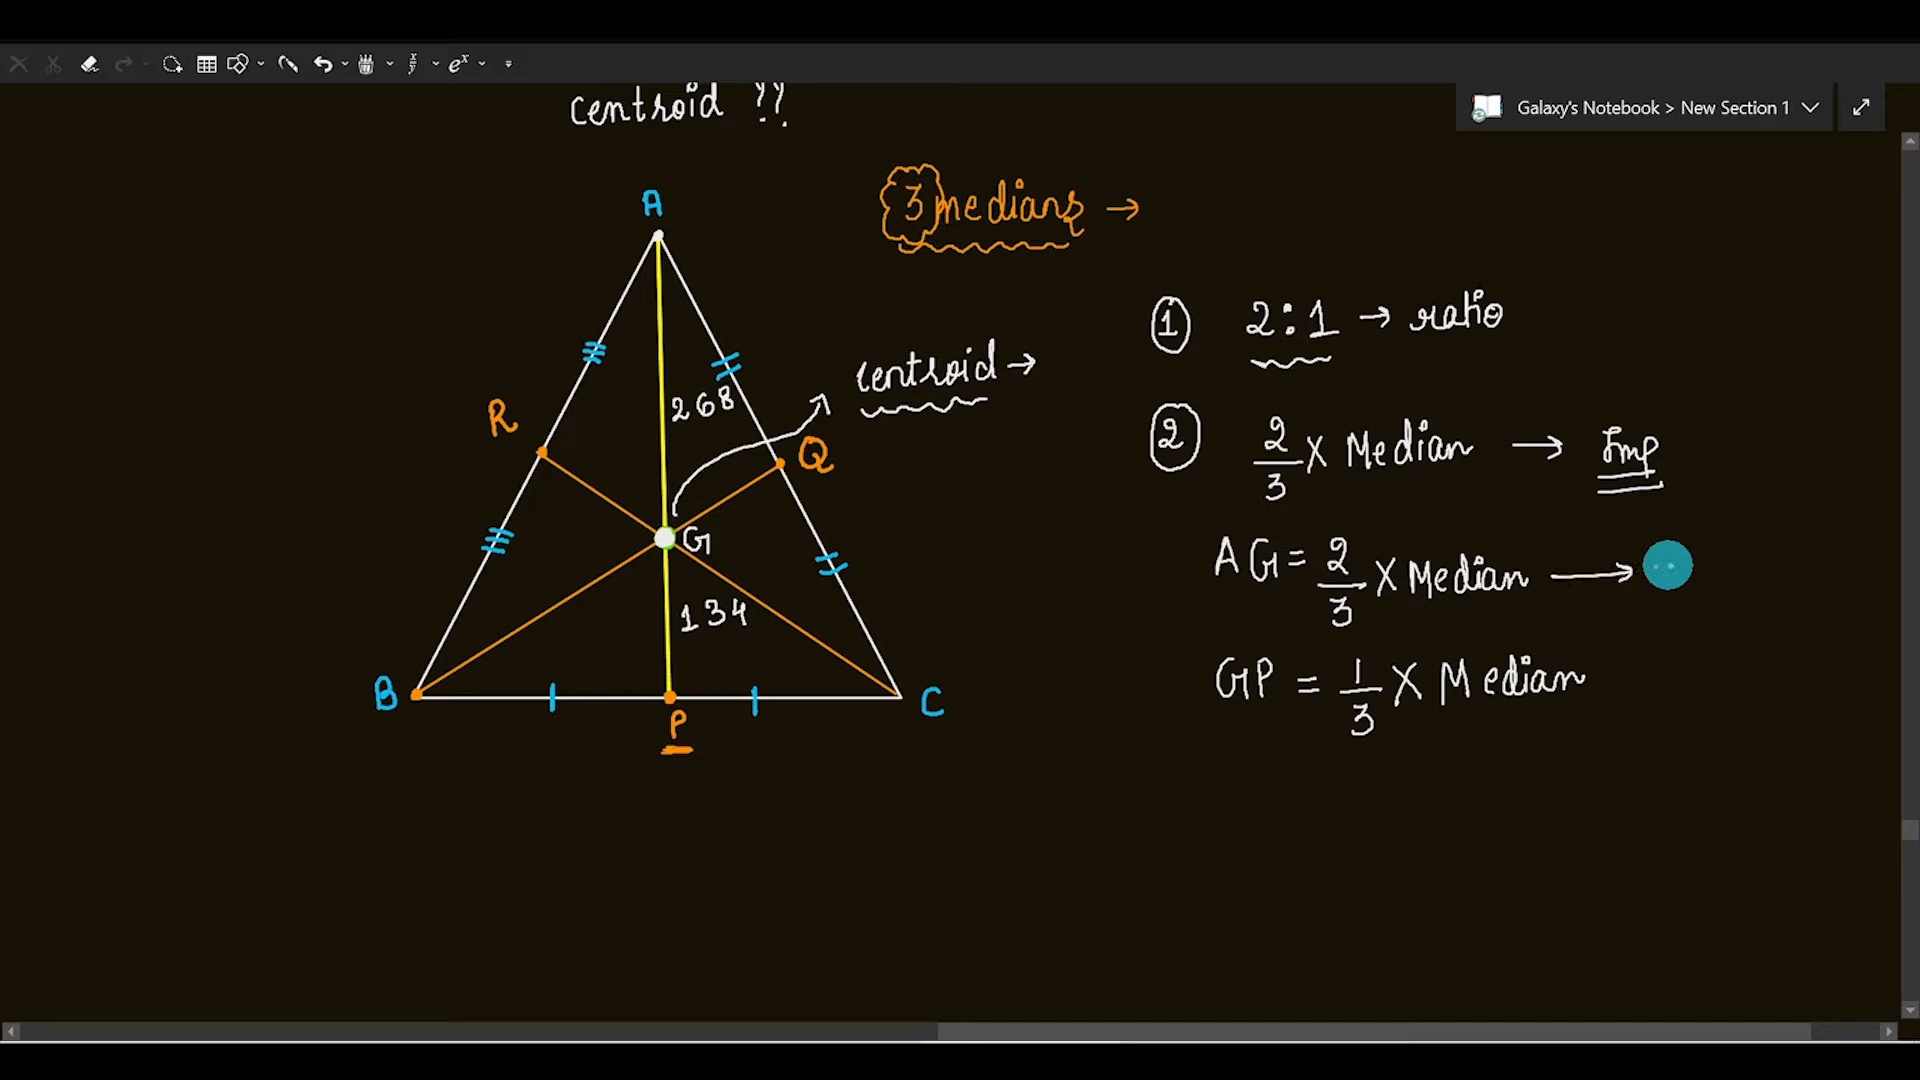 Galaxy's Notebook > New Section 1
centroid ??
3 medians →
A
① 2:1 → ratio
centroid →
268
R
Q
② 2/3 × Median → Imp
G
AG = 2/3 × Median →
134
GP = 1/3 × Median
B
C
P